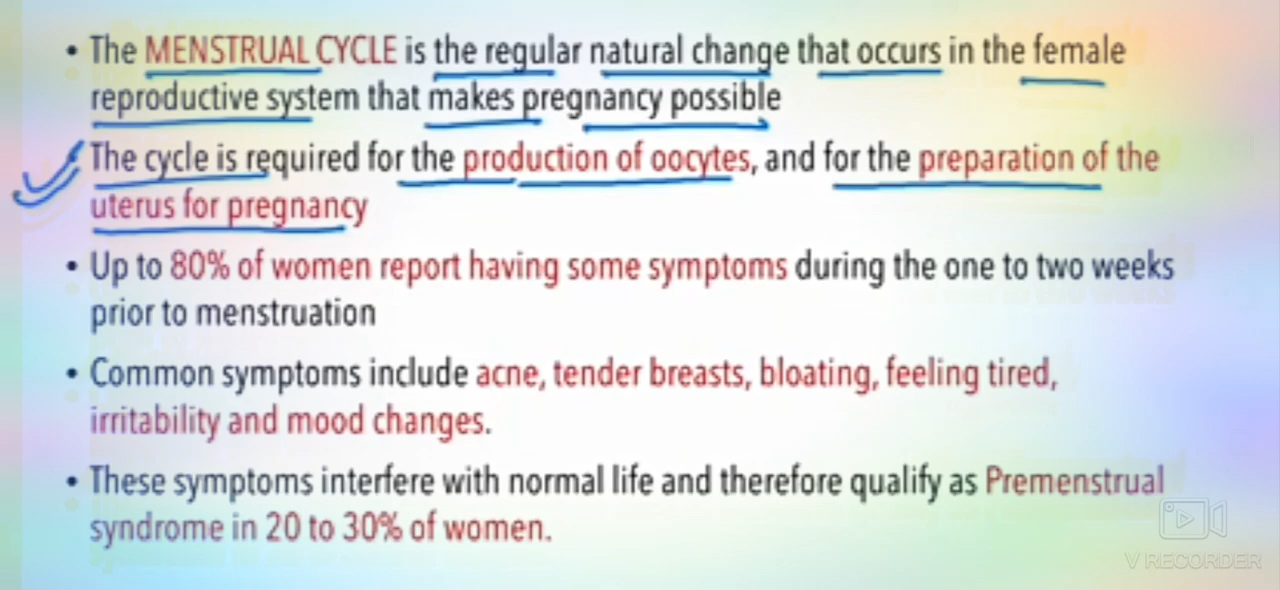 • The MENSTRUAL CYCLE is the regular natural change that occurs in the female
reproductive system that makes pregnancy possible
The cycle is required for the production of oocytes, and for the preparation of the
uterus for pregnancy
• Up to 80% of women report having some symptoms during the one to two weeks
prior to menstruation
• Common symptoms include acne, tender breasts, bloating, feeling tired,
irritability and mood changes.
• These symptoms interfere with normal life and therefore qualify as Premenstrual
syndrome in 20 to 30% of women.
V RECORDER